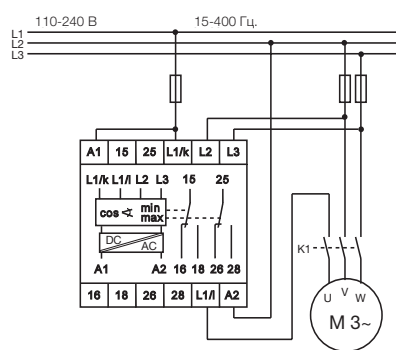 110-240 В 15-400 Гц.
L1
L2
L3
A1 15 25 L1/k L2 L3
L1/k L1/l L2 L3 15 25
cos ∢ min
max
DC
AC
A1 A2 16 18 26 28
16 18 26 28 L1/l A2
K1
U V W
M 3~